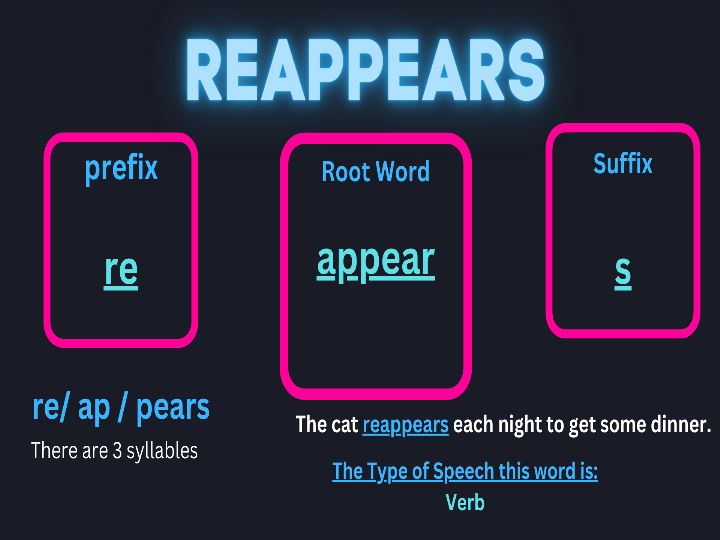 REAPPEARS
prefix
re
Root Word
appear
Suffix
s
re/ ap / pears
There are 3 syllables
The cat reappears each night to get some dinner.
The Type of Speech this word is:
Verb